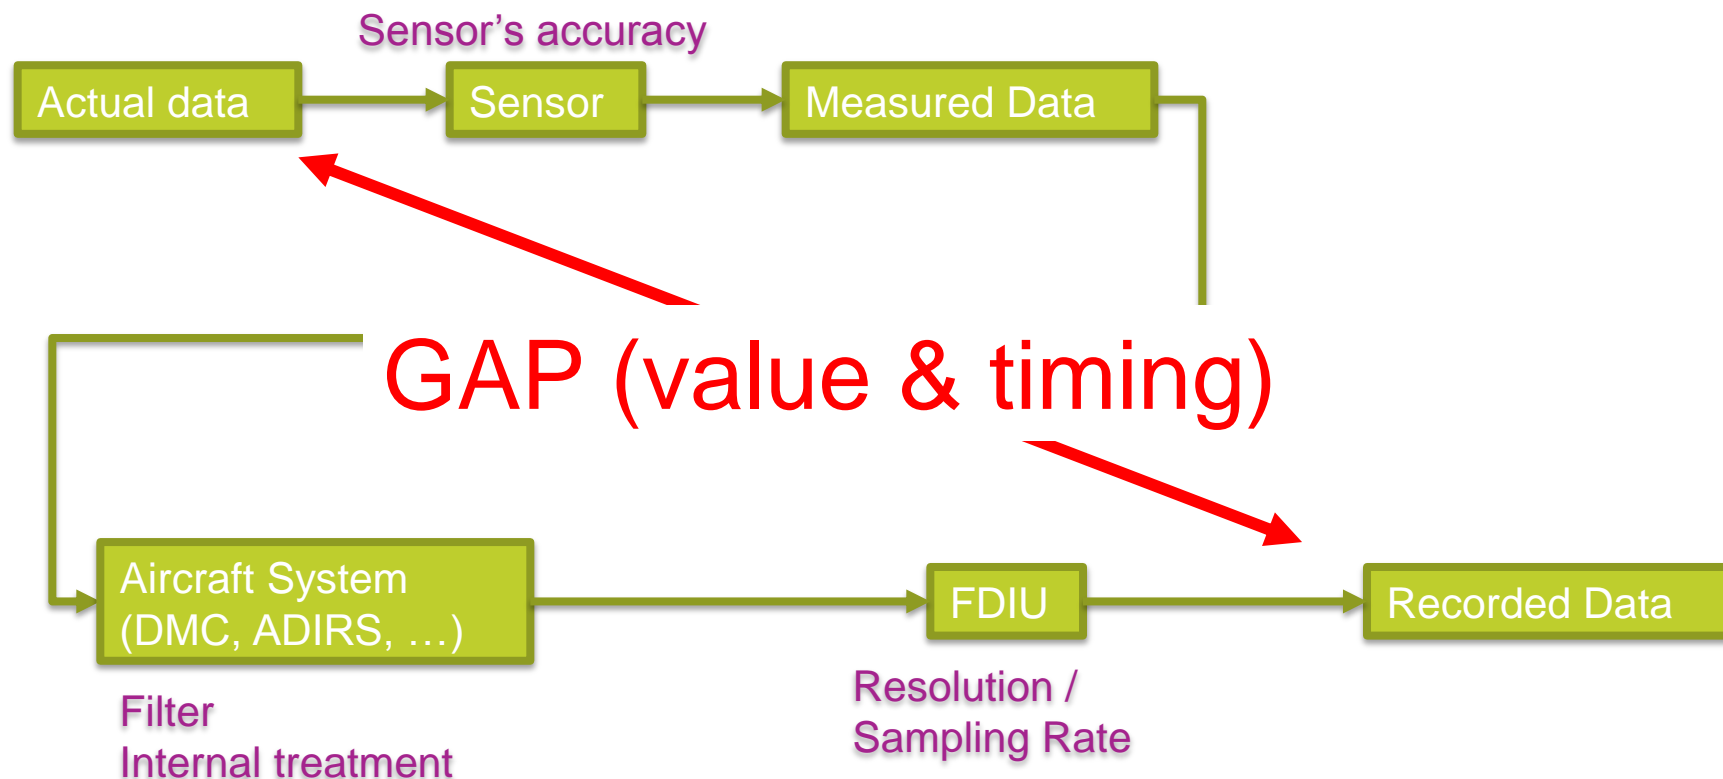 Sensor’s accuracy
Actual data
Sensor
Measured Data
GAP (value & timing)
Aircraft System
(DMC, ADIRS, …)
FDIU
Recorded Data
Filter
Internal treatment
Resolution /
Sampling Rate